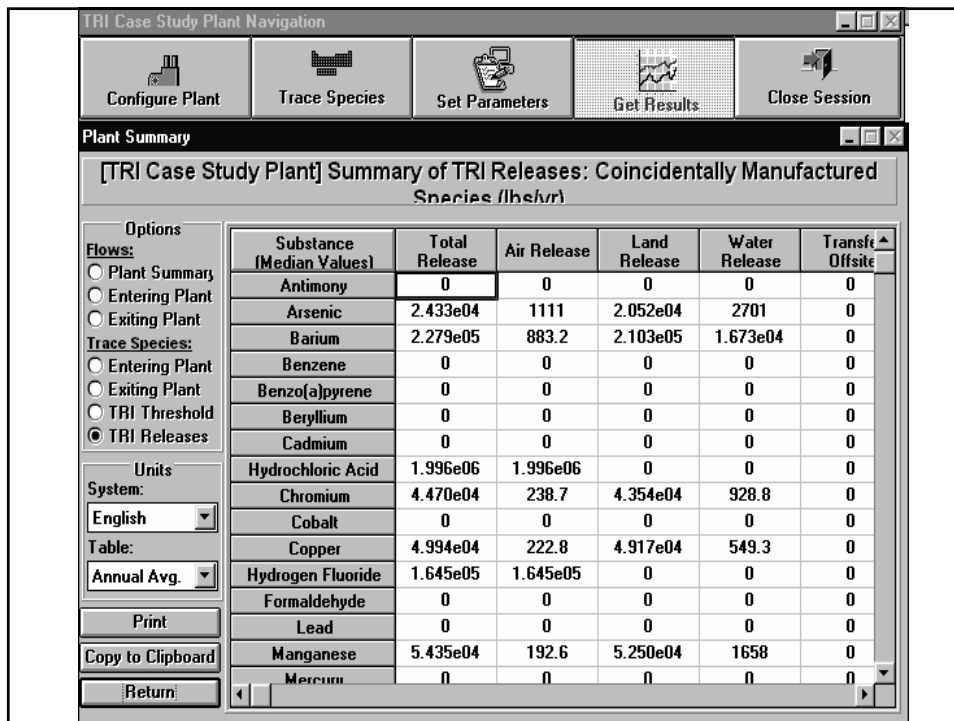 TRI Case Study Plant Navigation
Configure Plant
Trace Species
Set Parameters
Get Results
Close Session
Plant Summary
[TRI Case Study Plant] Summary of TRI Releases: Coincidentally Manufactured
Species (lbs/yr)
Options
Flows:
Plant Summary
Entering Plant
Exiting Plant
Trace Species:
Entering Plant
Exiting Plant
TRI Threshold
TRI Releases
Units
System:
English
Table:
Annual Avg.
Print
Copy to Clipboard
Return
Substance (Median Values) Total Release Air Release Land Release Water Release Transfe Offsite
Antimony 0 0 0 0 0
Arsenic 2.433e04 1111 2.052e04 2701 0
Barium 2.279e05 883.2 2.103e05 1.673e04 0
Benzene 0 0 0 0 0
Benzo(a)pyrene 0 0 0 0 0
Beryllium 0 0 0 0 0
Cadmium 0 0 0 0 0
Hydrochloric Acid 1.996e06 1.996e06 0 0 0
Chromium 4.470e04 238.7 4.354e04 928.8 0
Cobalt 0 0 0 0 0
Copper 4.994e04 222.8 4.917e04 549.3 0
Hydrogen Fluoride 1.645e05 1.645e05 0 0 0
Formaldehyde 0 0 0 0 0
Lead 0 0 0 0 0
Manganese 5.435e04 192.6 5.250e04 1658 0
Mercury 0 0 0 0 0